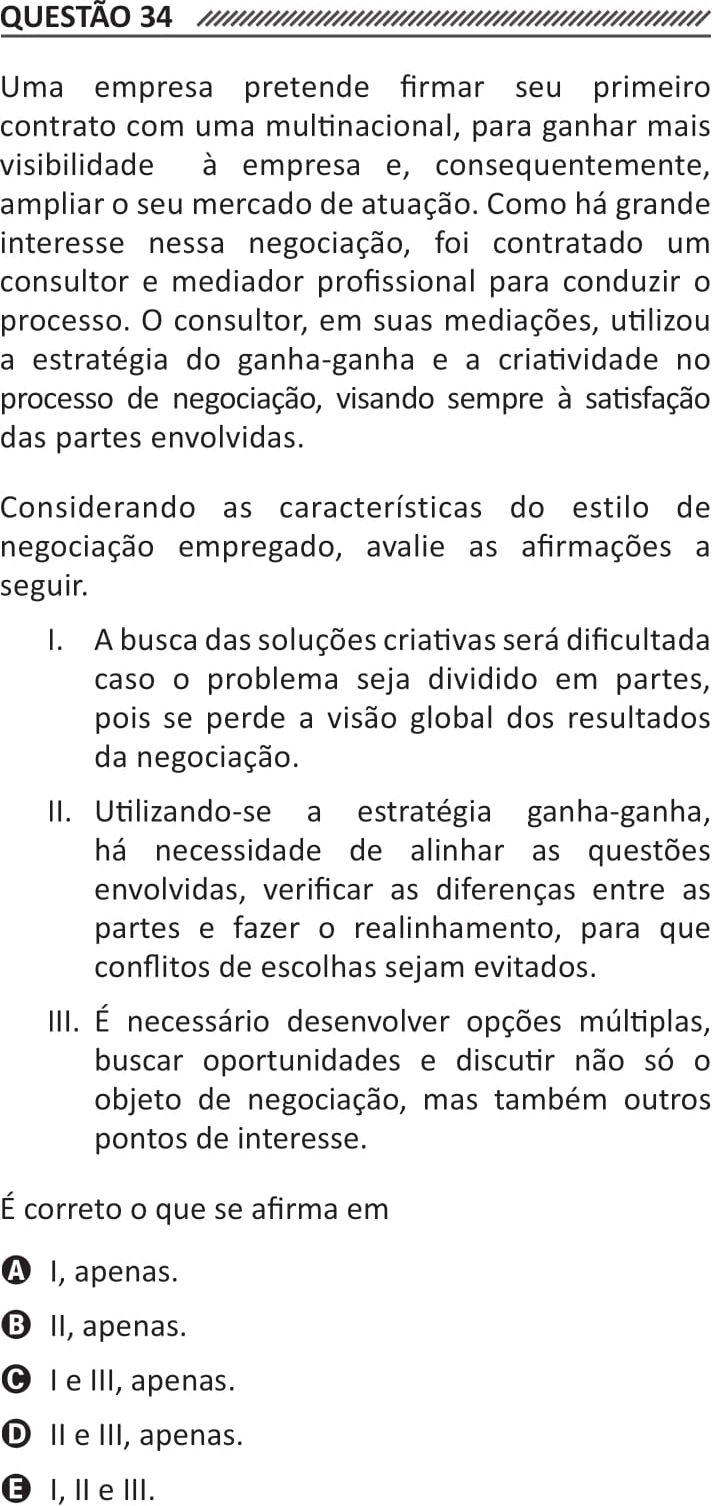 QUESTÃO 34
Uma empresa pretende firmar seu primeiro
contrato com uma multinacional, para ganhar mais
visibilidade à empresa e, consequentemente,
ampliar o seu mercado de atuação. Como há grande
interesse nessa negociação, foi contratado um
consultor e mediador profissional para conduzir o
processo. O consultor, em suas mediações, utilizou
a estratégia do ganha-ganha e a criatividade no
processo de negociação, visando sempre à satisfação
das partes envolvidas.
Considerando as características do estilo de
negociação empregado, avalie as afirmações a
seguir.
I. A busca das soluções criativas será dificultada
caso o problema seja dividido em partes,
pois se perde a visão global dos resultados
da negociação.
II. Utilizando-se a estratégia ganha-ganha,
há necessidade de alinhar as questões
envolvidas, verificar as diferenças entre as
partes e fazer o realinhamento, para que
conflitos de escolhas sejam evitados.
III. É necessário desenvolver opções múltiplas,
buscar oportunidades e discutir não só o
objeto de negociação, mas também outros
pontos de interesse.
É correto o que se afirma em
A I, apenas.
B II, apenas.
C I e III, apenas.
D II e III, apenas.
E I, II e III.